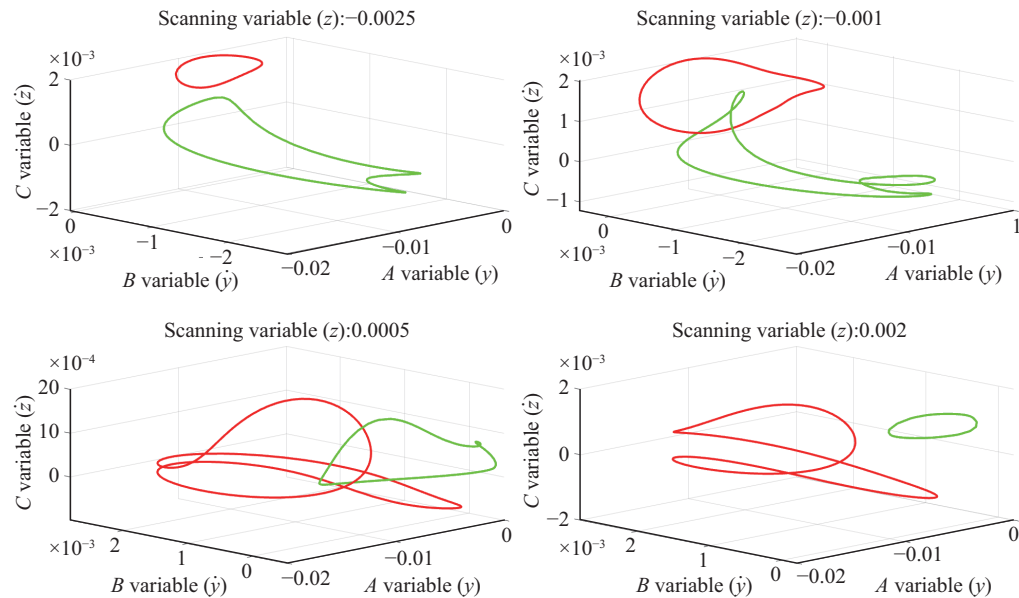 Scanning variable (z):−0.0025
×10⁻³
2
0
−2
C variable (ż)
0
−1
−2
×10⁻³
B variable (ẏ)
−0.02
−0.01
0
A variable (y)
Scanning variable (z):−0.001
×10⁻³
2
1
0
−1
C variable (ż)
0
−1
−2
×10⁻³
B variable (ẏ)
−0.02
−0.01
1
A variable (y)
Scanning variable (z):0.0005
×10⁻⁴
20
10
0
C variable (ż)
×10⁻³
2
1
0
B variable (ẏ)
−0.02
−0.01
0
A variable (y)
Scanning variable (z):0.002
×10⁻³
2
0
−2
C variable (ż)
×10⁻³
2
1
0
B variable (ẏ)
−0.02
−0.01
0
A variable (y)